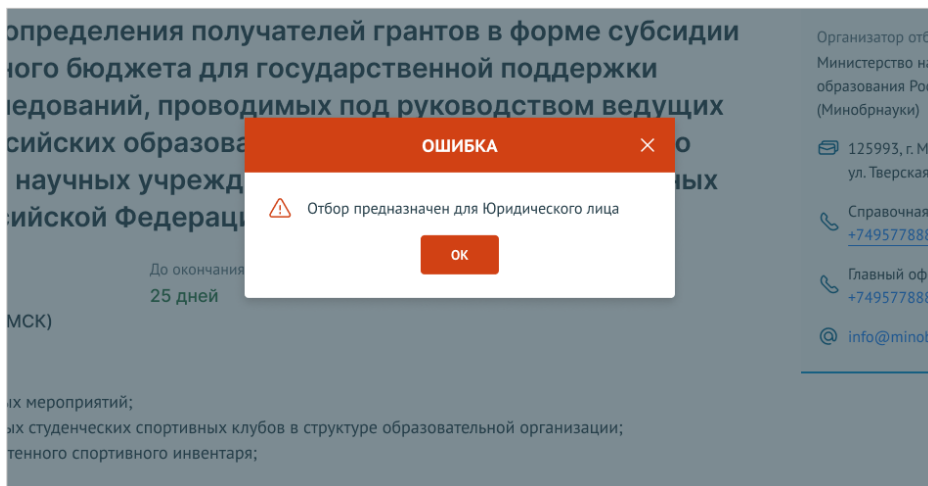 определения получателей грантов в форме субсидии
ного бюджета для государственной поддержки
ледований, проводимых под руководством ведущих
сийских образова
о
научных учрежд
ных
сийской Федераци
ОШИБКА
Отбор предназначен для Юридического лица
ОК
До окончания
25 дней
МСК)
ых мероприятий;
ых студенческих спортивных клубов в структуре образовательной организации;
тенного спортивного инвентаря;
Организатор отб
Министерство на
образования Рос
(Минобрнауки)
125993, г. М
ул. Тверская
Справочная
+749577888
Главный оф
+749577888
info@minob